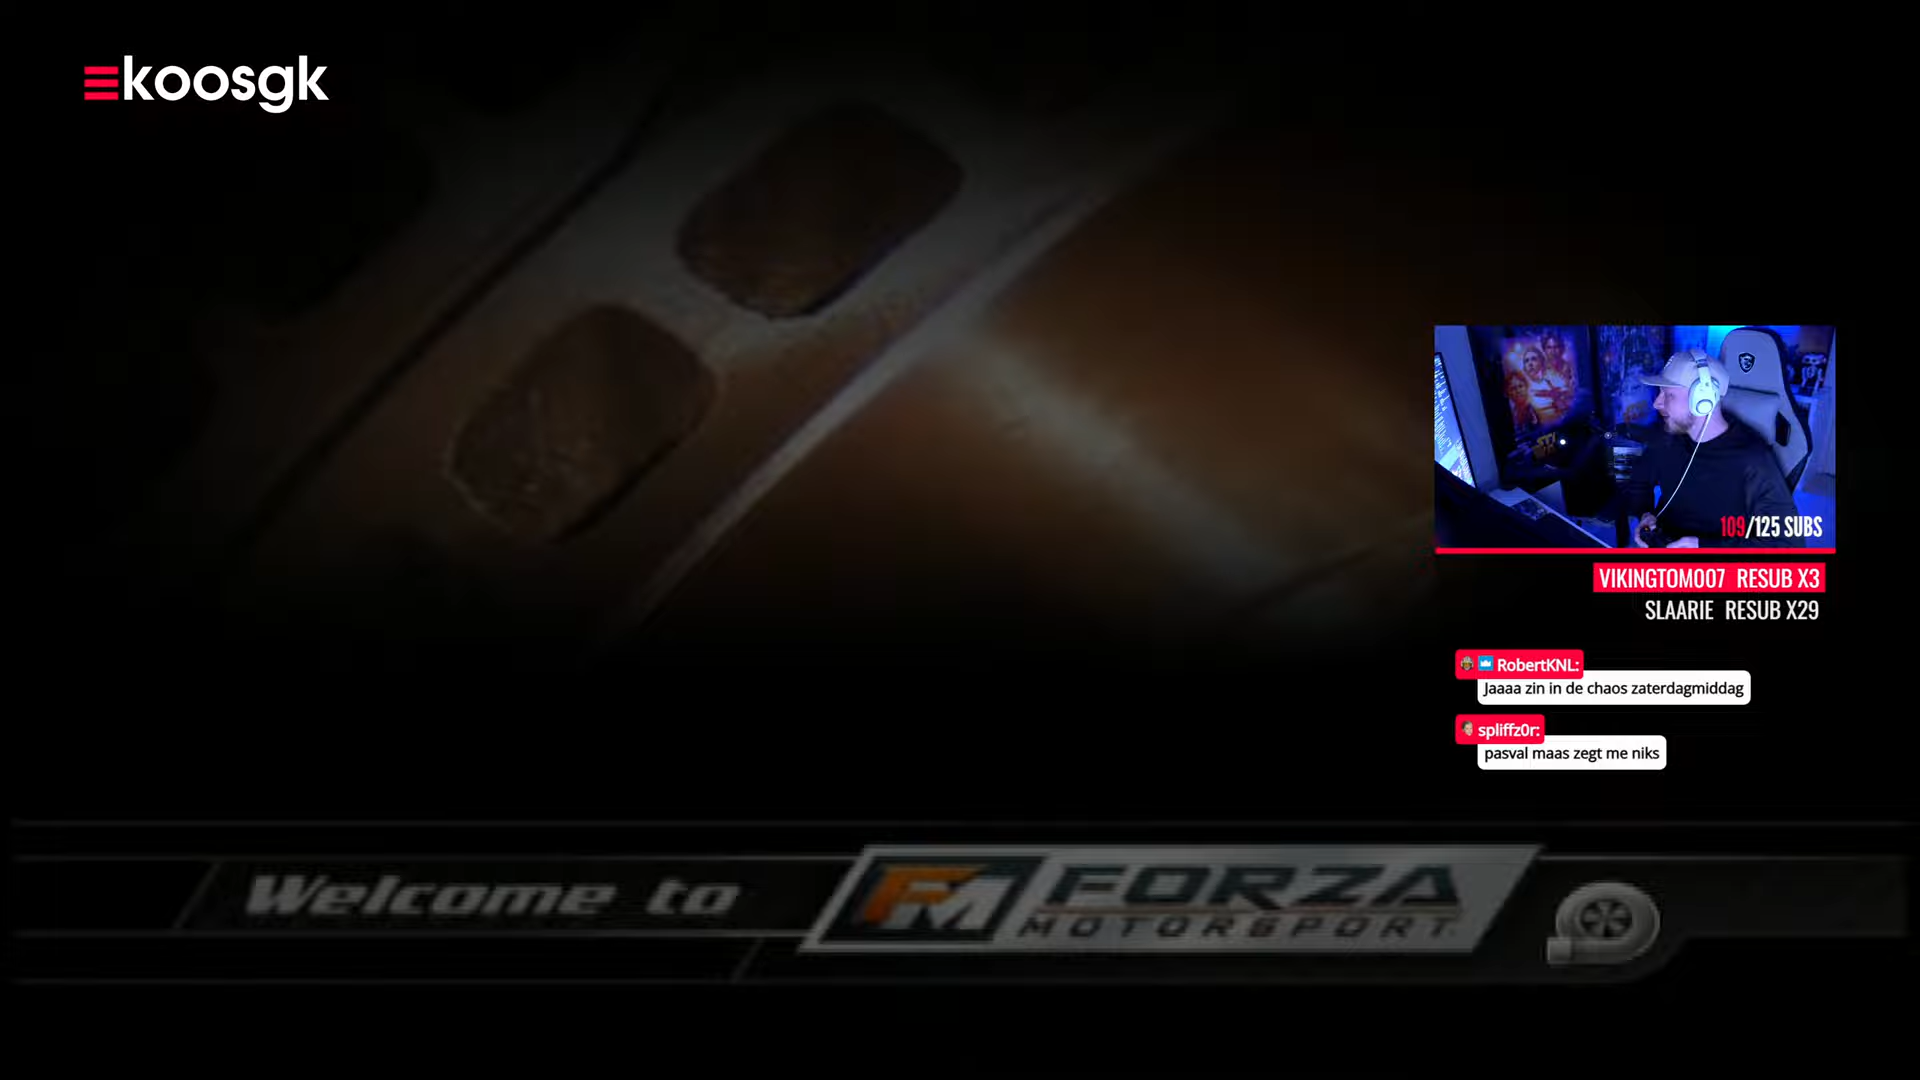 koosgk
109/125 SUBS
VIKINGTOM007 RESUB X3
SLAARIE RESUB X29
RobertKNL:
Jaaaa zin in de chaos zaterdagmiddag
spliffz0r:
pasval maas zegt me niks
Welcome to
FM FORZA
MOTORSPORT